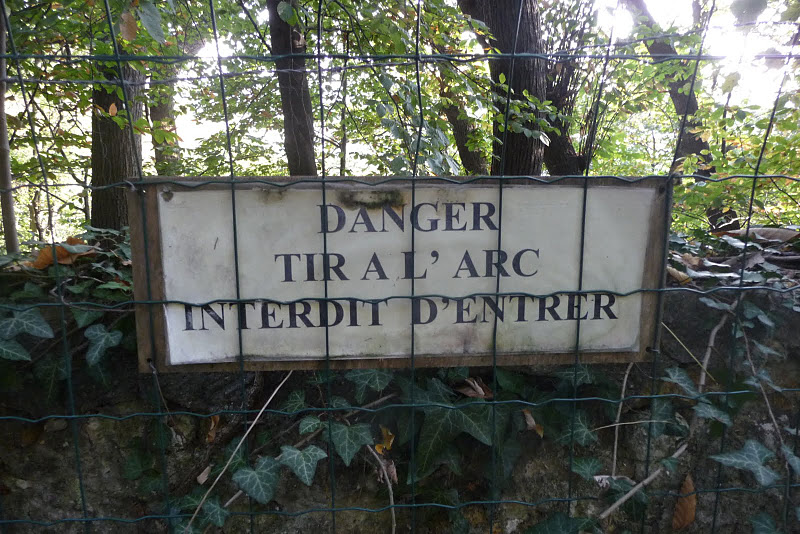 DANGER
TIR A L' ARC
INTERDIT D'ENTRER